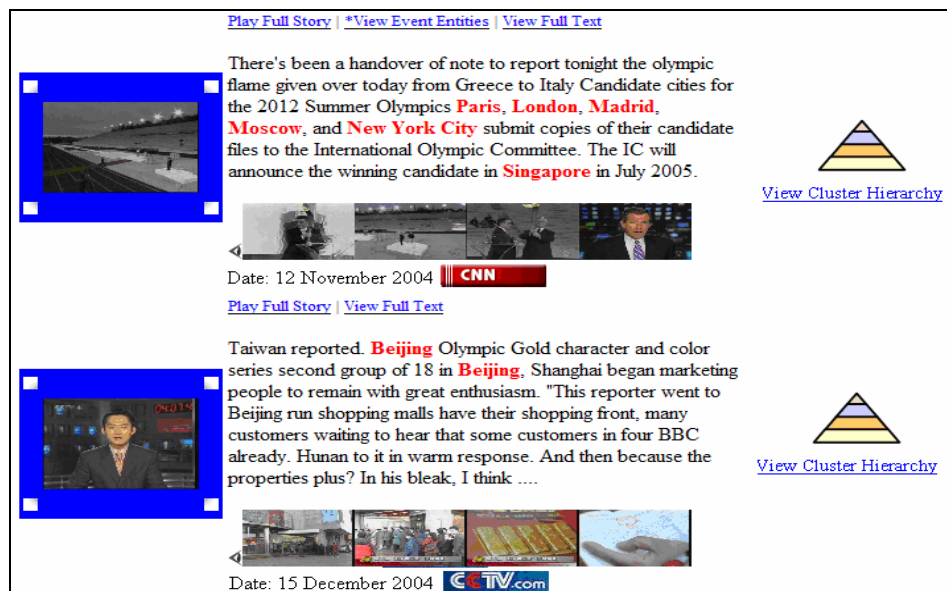 Play Full Story | *View Event Entities | View Full Text
There's been a handover of note to report tonight the olympic
flame given over today from Greece to Italy Candidate cities for
the 2012 Summer Olympics Paris, London, Madrid,
Moscow, and New York City submit copies of their candidate
files to the International Olympic Committee. The IC will
announce the winning candidate in Singapore in July 2005.
View Cluster Hierarchy
Date: 12 November 2004 CNN
Play Full Story | View Full Text
Taiwan reported. Beijing Olympic Gold character and color
series second group of 18 in Beijing, Shanghai began marketing
people to remain with great enthusiasm. "This reporter went to
Beijing run shopping malls have their shopping front, many
customers waiting to hear that some customers in four BBC
already. Hunan to it in warm response. And then because the
properties plus? In his bleak, I think ....
View Cluster Hierarchy
Date: 15 December 2004 CCTV.com